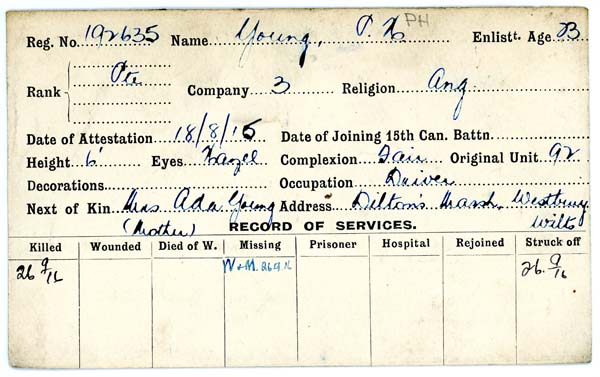 PH
Reg. No. 192635 Name Young, P. H. Enlistt. Age 23
Rank Pte Company 3 Religion Ang
Date of Attestation 18/8/15 Date of Joining 15th Can. Battn.
Height 6' Eyes Hazel Complexion Fair Original Unit 92
Decorations Occupation Driver
Next of Kin Mrs. Ada Young Address Dilton's Marsh, Westbury
(Mother) RECORD OF SERVICES. Wilts
Killed Wounded Died of W. Missing Prisoner Hospital Rejoined Struck off
26 9/16 W & M. 26.9.16 26. 9/16